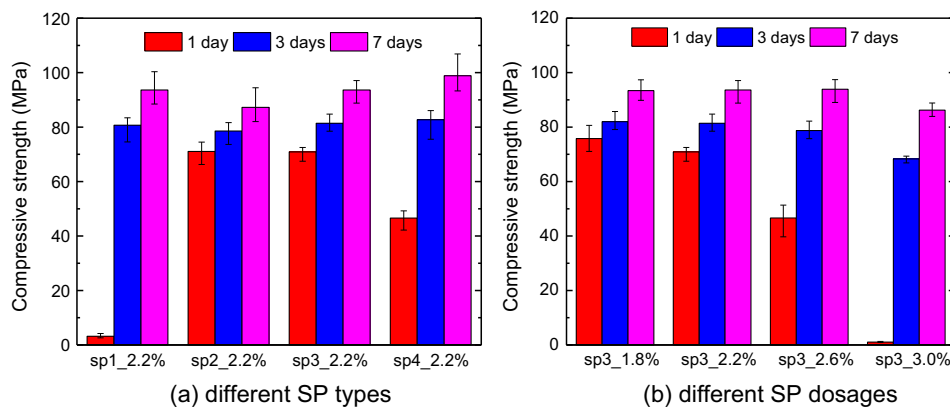 120
100
80
60
40
20
0
Compressive strength (MPa)
1 day 3 days 7 days
sp1_2.2% sp2_2.2% sp3_2.2% sp4_2.2%
(a) different SP types
120
100
80
60
40
20
0
Compressive strength (MPa)
1 day 3 days 7 days
sp3_1.8% sp3_2.2% sp3_2.6% sp3_3.0%
(b) different SP dosages